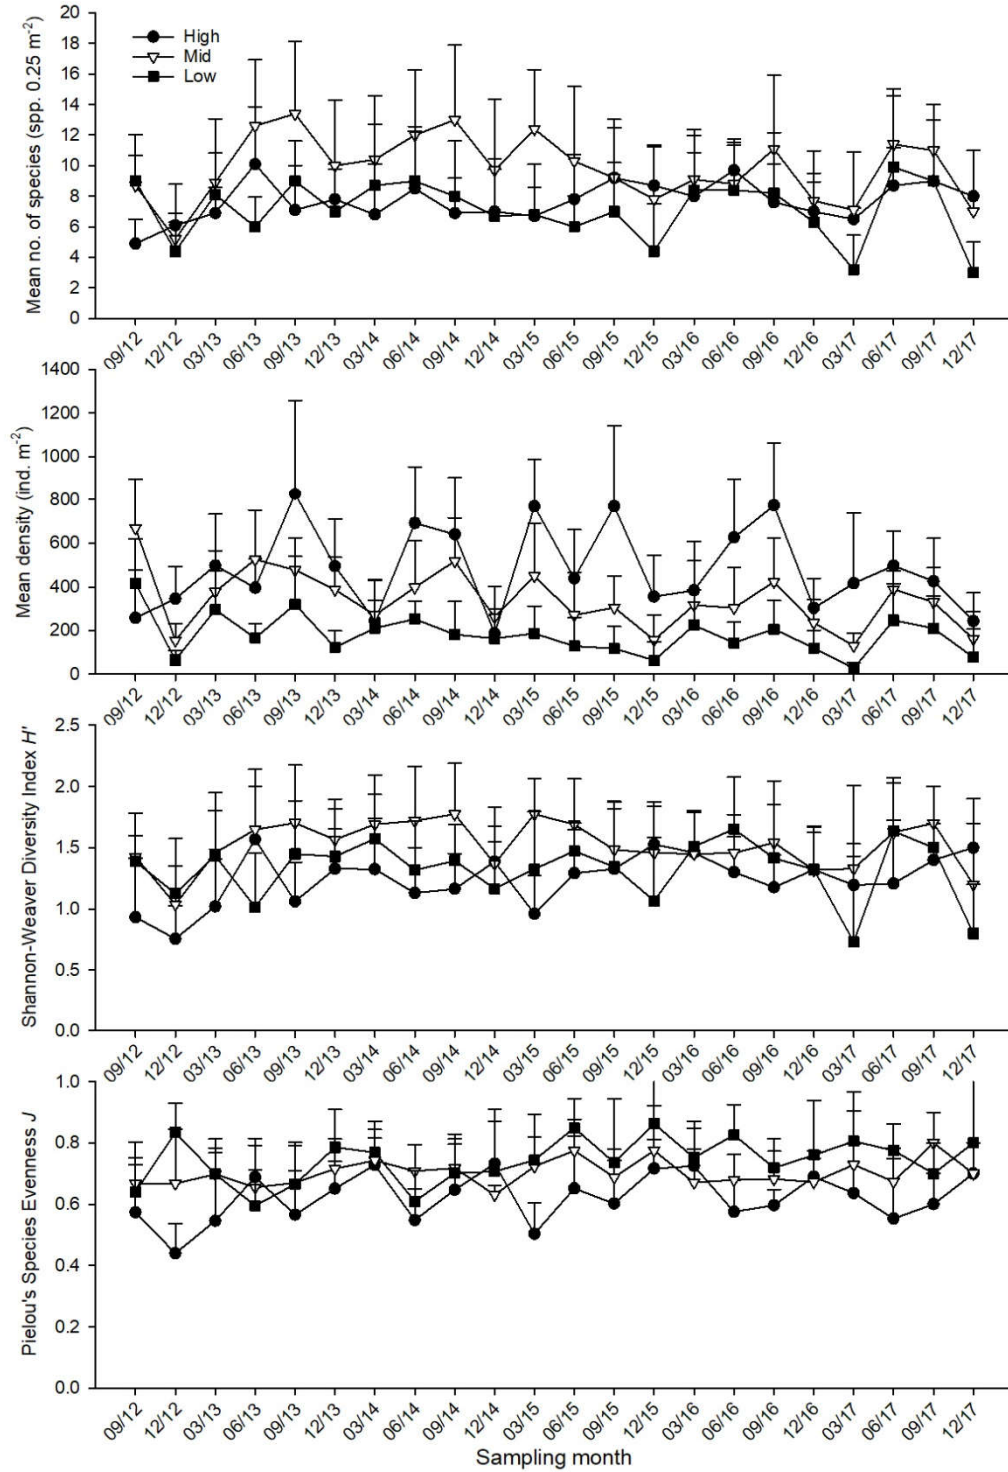 Mean no. of species (spp. 0.25 m⁻²)
20
18
16
14
12
10
8
6
4
2
0
High
Mid
Low
09/12 12/12 03/13 06/13 09/13 12/13 03/14 06/14 09/14 12/14 03/15 06/15 09/15 12/15 03/16 06/16 09/16 12/16 03/17 06/17 09/17 12/17
Mean density (ind. m⁻²)
1400
1200
1000
800
600
400
200
0
09/12 12/12 03/13 06/13 09/13 12/13 03/14 06/14 09/14 12/14 03/15 06/15 09/15 12/15 03/16 06/16 09/16 12/16 03/17 06/17 09/17 12/17
Shannon-Weaver Diversity Index H'
2.5
2.0
1.5
1.0
0.5
0.0
09/12 12/12 03/13 06/13 09/13 12/13 03/14 06/14 09/14 12/14 03/15 06/15 09/15 12/15 03/16 06/16 09/16 12/16 03/17 06/17 09/17 12/17
Pielou's Species Evenness J
1.0
0.8
0.6
0.4
0.2
0.0
09/12 12/12 03/13 06/13 09/13 12/13 03/14 06/14 09/14 12/14 03/15 06/15 09/15 12/15 03/16 06/16 09/16 12/16 03/17 06/17 09/17 12/17
Sampling month